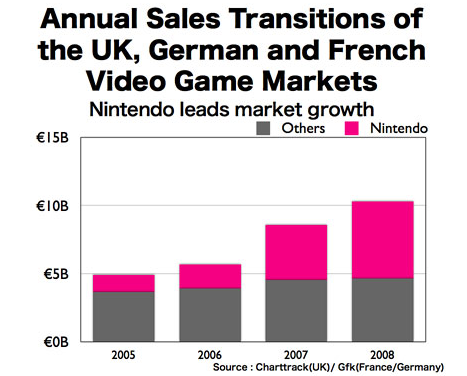 Annual Sales Transitions of
the UK, German and French
Video Game Markets
Nintendo leads market growth
Others Nintendo
€15B
€10B
€5B
€0B
2005 2006 2007 2008
Source : Charttrack(UK)/ Gfk(France/Germany)